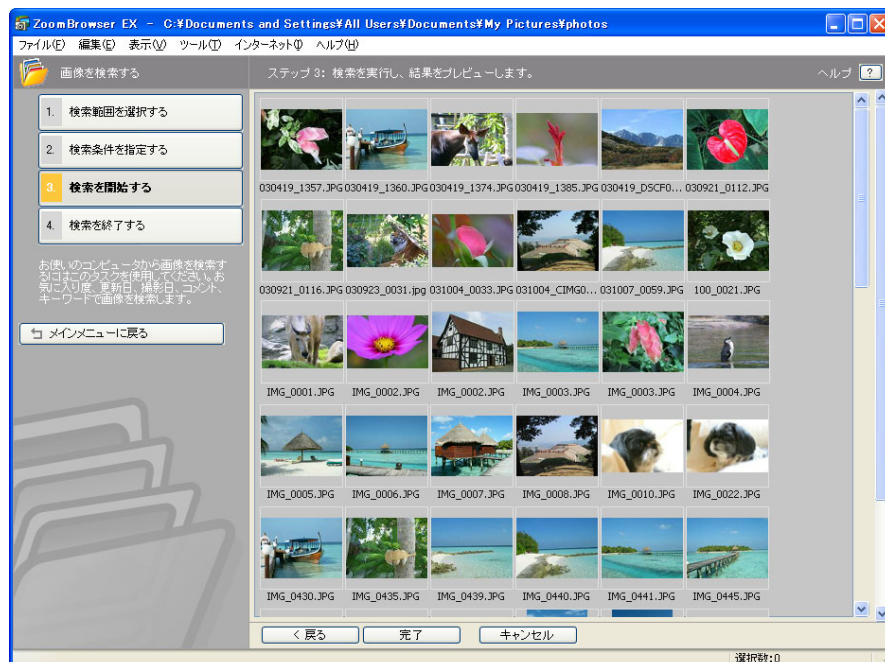 ZoomBrowser EX - C:¥Documents and Settings¥All Users¥Documents¥My Pictures¥photos
ファイル(F) 編集(E) 表示(V) ツール(T) インターネット(I) ヘルプ(H)
画像を検索する
ステップ 3: 検索を実行し、結果をプレビューします。
ヘルプ ?
1. 検索範囲を選択する
2. 検索条件を指定する
3. 検索を開始する
4. 検索を終了する
お使いのコンピュータから画像を検索す
るにはこのタスクを使用してください。お
気に入り度、更新日、撮影日、コメント、
キーワードで画像を検索します。
メインメニューに戻る
030419_1357.JPG 030419_1360.JPG 030419_1374.JPG 030419_1385.JPG 030419_DSCF0... 030921_0112.JPG
030921_0116.JPG 030923_0031.jpg 031004_0033.JPG 031004_CIMG0... 031007_0059.JPG 100_0021.JPG
IMG_0001.JPG IMG_0002.JPG IMG_0002.JPG IMG_0003.JPG IMG_0003.JPG IMG_0004.JPG
IMG_0005.JPG IMG_0006.JPG IMG_0007.JPG IMG_0008.JPG IMG_0010.JPG IMG_0022.JPG
IMG_0430.JPG IMG_0435.JPG IMG_0439.JPG IMG_0440.JPG IMG_0441.JPG IMG_0445.JPG
< 戻る 完了 キャンセル
選択数:0